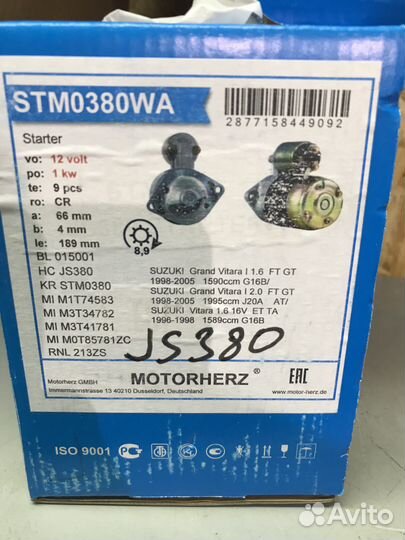 STM0380WA
2877158449092
Starter
vo: 12 volt
po: 1 kw
te: 9 pcs
ro: CR
a: 66 mm
b: 4 mm
le: 189 mm
8,9
BL 015001
HC JS380
KR STM0380
MI M1T74583
MI M3T34782
MI M3T41781
MI M0T85781ZC
RNL 213ZS
SUZUKI Grand Vitara I 1.6 FT GT
1998-2005 1590ccm G16B/
SUZUKI Grand Vitara I 2.0 FT GT
1998-2005 1995ccm J20A AT/
SUZUKI Vitara 1.6 16V ET TA
1996-1998 1589ccm G16B
JS380
Motorherz GMBH
Immermannstrasse 13 40210 Dusseldorf, Deutschland
MOTORHERZ ®
EAC
www.motor-herz.de
ISO 9001
Avito